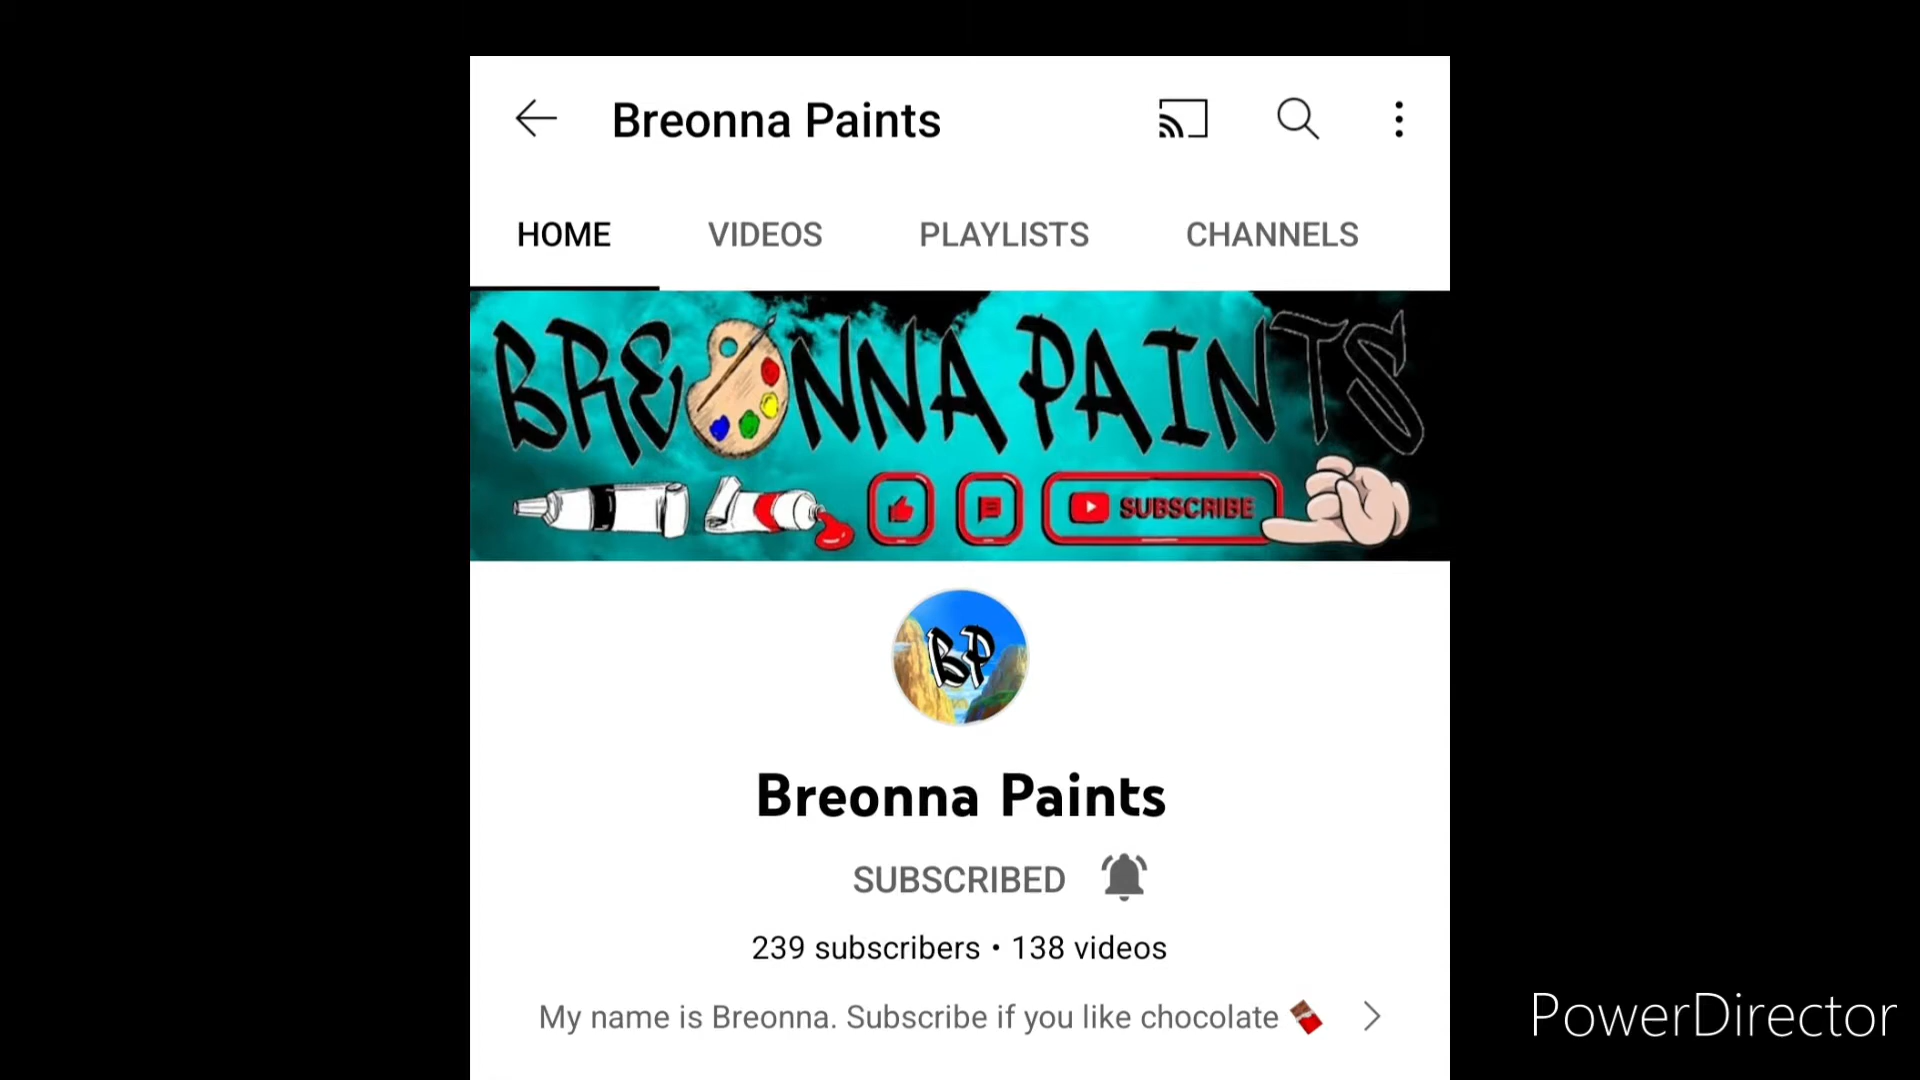 Breonna Paints
HOME VIDEOS PLAYLISTS CHANNELS
BREONNA PAINTS
SUBSCRIBE
BP
Breonna Paints
SUBSCRIBED
239 subscribers • 138 videos
My name is Breonna. Subscribe if you like chocolate 🍫
PowerDirector